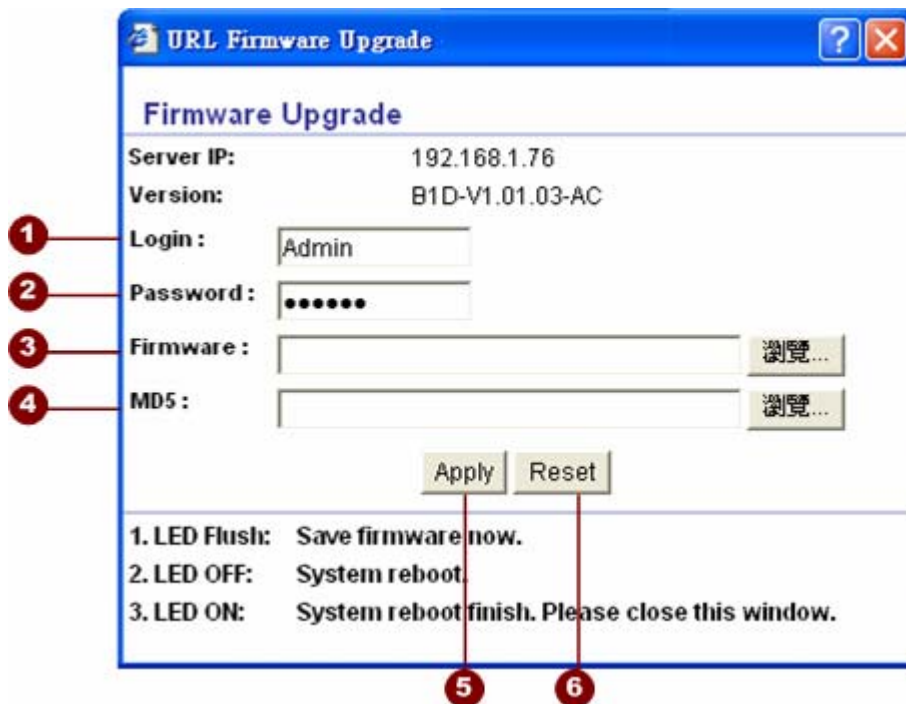 URL Firmware Upgrade
Firmware Upgrade
Server IP: 192.168.1.76
Version: B1D-V1.01.03-AC
1 Login : Admin
2 Password : ●●●●●●
3 Firmware : 瀏覽...
4 MD5 : 瀏覽...
Apply Reset
1. LED Flush: Save firmware now.
2. LED OFF: System reboot.
3. LED ON: System reboot finish. Please close this window.
5 6